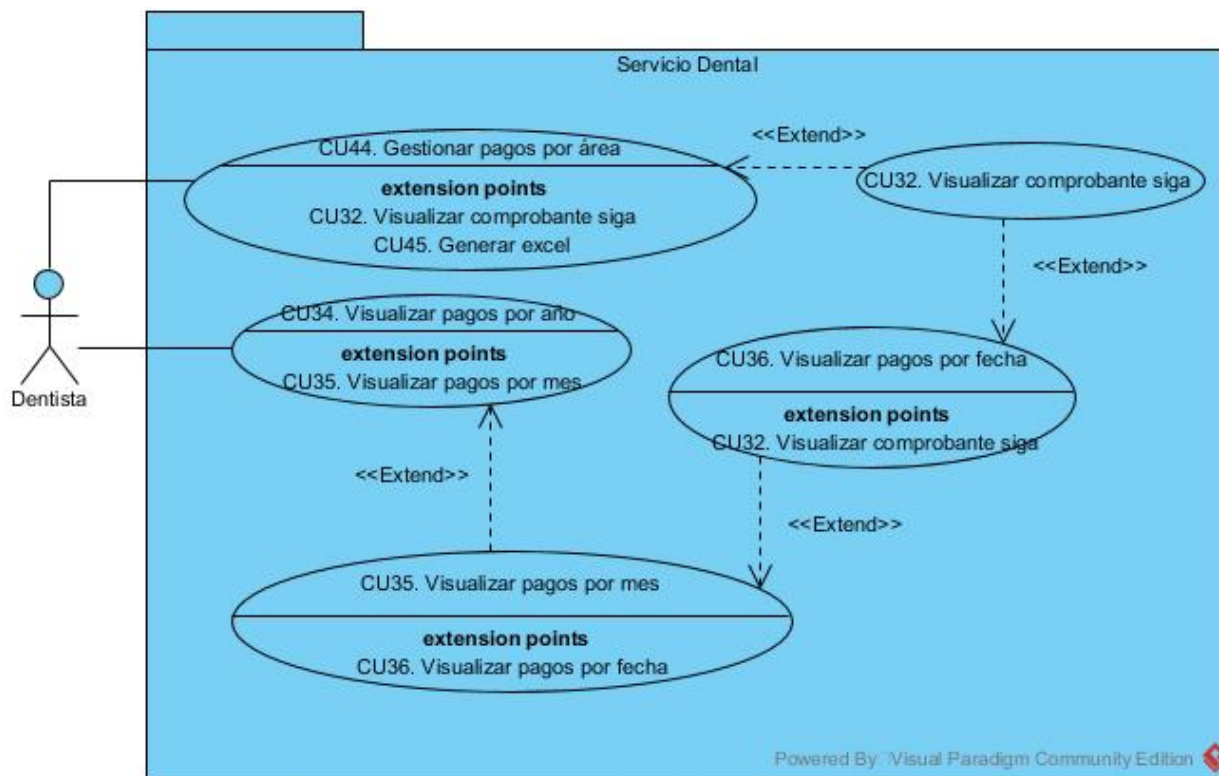 Servicio Dental
CU44. Gestionar pagos por área
extension points
CU32. Visualizar comprobante siga
CU45. Generar excel
<<Extend>>
CU32. Visualizar comprobante siga
<<Extend>>
CU34. Visualizar pagos por año
extension points
CU35. Visualizar pagos por mes
Dentista
CU36. Visualizar pagos por fecha
extension points
CU32. Visualizar comprobante siga
<<Extend>>
<<Extend>>
CU35. Visualizar pagos por mes
extension points
CU36. Visualizar pagos por fecha
Powered By Visual Paradigm Community Edition